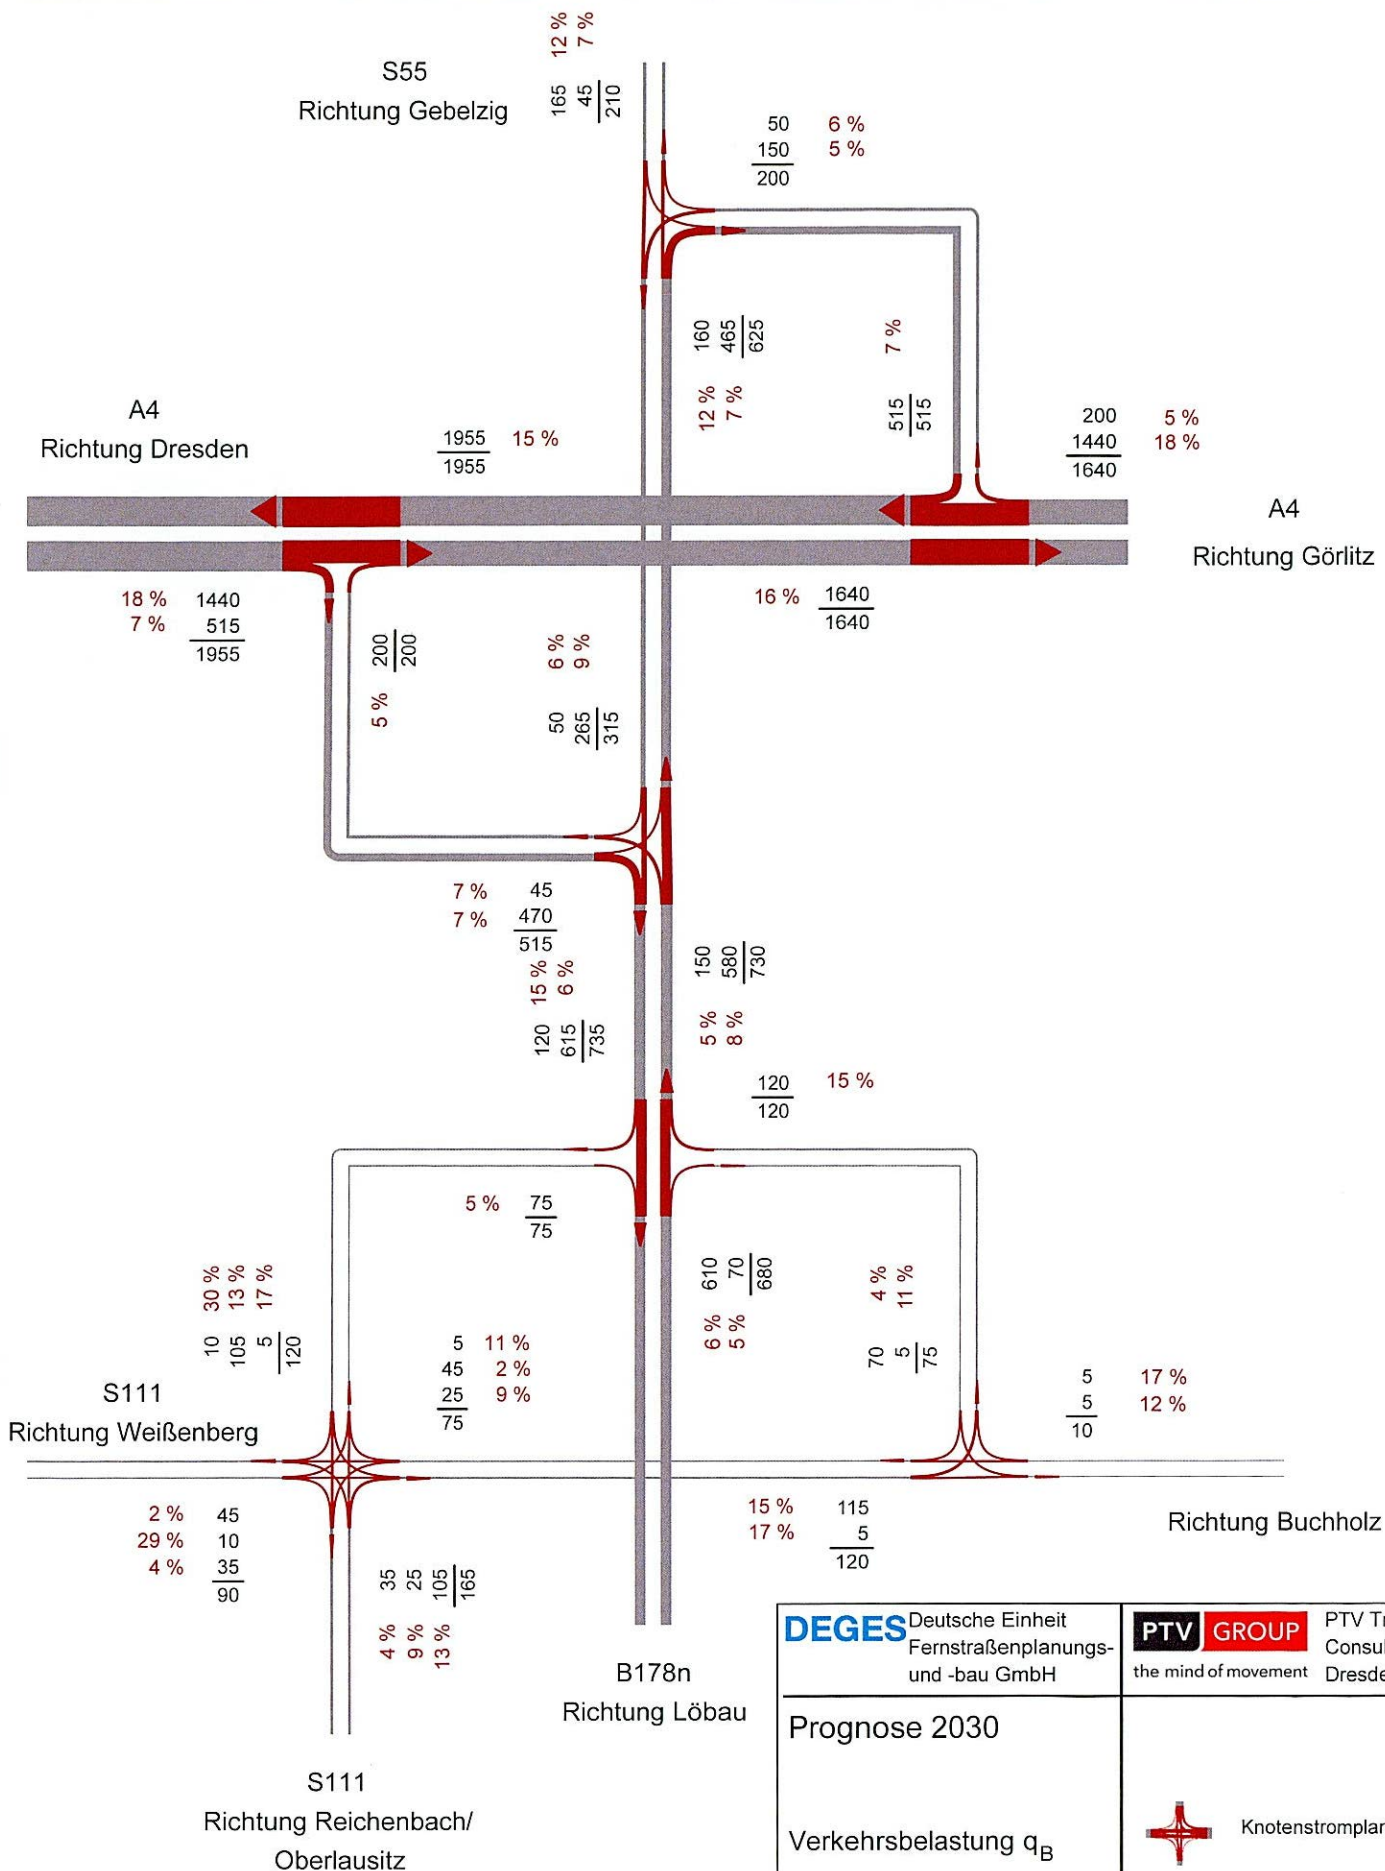 S55
Richtung Gebelzig
12 % 7 %
165 45 210
50 6 %
150 5 %
200
160 465 625
12 % 7 %
7 %
515 515
A4
Richtung Dresden
1955 15 %
1955
200 5 %
1440 18 %
1640
A4
Richtung Görlitz
18 % 1440
7 % 515
1955
200 200
5 %
16 % 1640
1640
6 % 9 %
50 265 315
7 % 45
7 % 470
515
15 % 6 %
120 615 735
150 580 730
5 % 8 %
120 15 %
120
5 % 75
75
610 70 680
6 % 5 %
4 % 11 %
70 5 75
30 % 13 % 17 %
10 105 5 120
5 11 %
45 2 %
25 9 %
75
5 17 %
5 12 %
10
S111
Richtung Weißenberg
2 % 45
29 % 10
4 % 35
90
35 25 105 165
4 % 9 % 13 %
15 % 115
17 % 5
120
Richtung Buchholz
B178n
Richtung Löbau
S111
Richtung Reichenbach/
Oberlausitz
DEGES Deutsche Einheit
Fernstraßenplanungs-
und -bau GmbH
PTV GROUP
the mind of movement
PTV Tr
Consul
Dresde
Prognose 2030
Verkehrsbelastung qB
Knotenstromplan